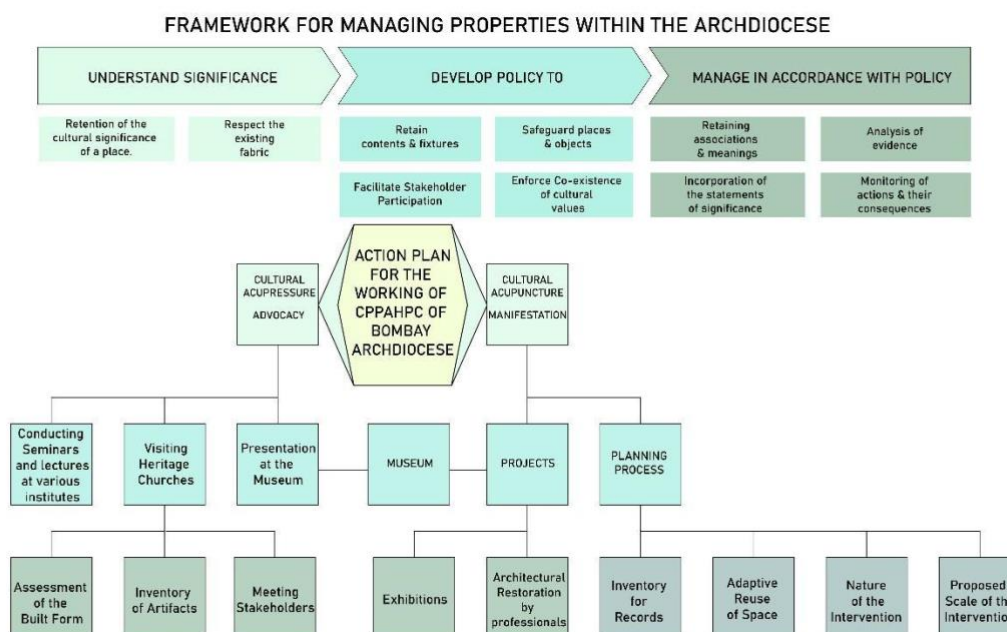 FRAMEWORK FOR MANAGING PROPERTIES WITHIN THE ARCHDIOCESE
UNDERSTAND SIGNIFICANCE
DEVELOP POLICY TO
MANAGE IN ACCORDANCE WITH POLICY
Retention of the
cultural significance
of a place.
Respect the
existing
fabric
Retain
contents & fixtures
Safeguard places
& objects
Retaining
associations
& meanings
Analysis of
evidence
Facilitate Stakeholder
Participation
Enforce Co-existence
of cultural
values
Incorporation of
the statements
of significance
Monitoring of
actions & their
consequences
CULTURAL
ACUPRESSURE
ADVOCACY
ACTION PLAN
FOR THE
WORKING OF
CPPAHPC OF
BOMBAY
ARCHDIOCESE
CULTURAL
ACUPUNCTURE
MANIFESTATION
Conducting
Seminars
and lectures
at various
institutes
Visiting
Heritage
Churches
Presentation
at the
Museum
MUSEUM
PROJECTS
PLANNING
PROCESS
Assessment
of the
Built Form
Inventory
of Artifacts
Meeting
Stakeholders
Exhibitions
Architectural
Restoration
by
professionals
Inventory
for
Records
Adaptive
Reuse
of Space
Nature
of the
Intervention
Proposed
Scale of the
Interventio